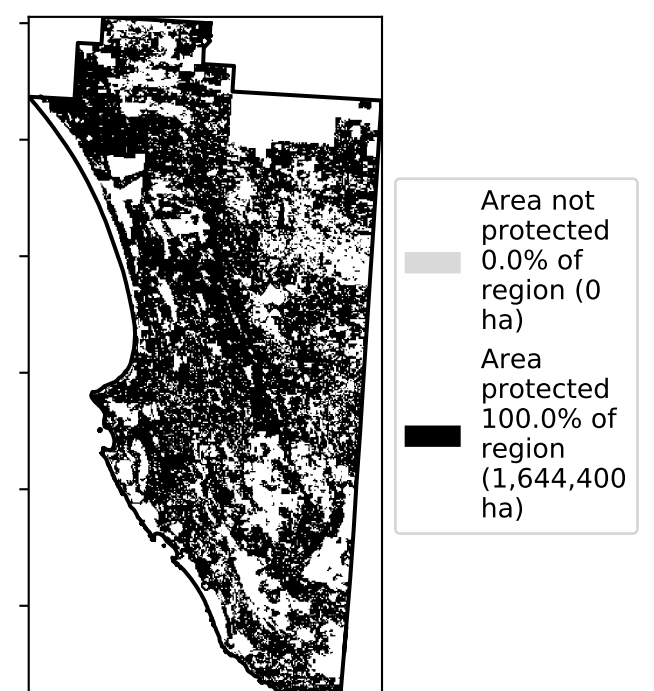 Area not
protected
0.0% of
region (0
ha)
Area
protected
100.0% of
region
(1,644,400
ha)